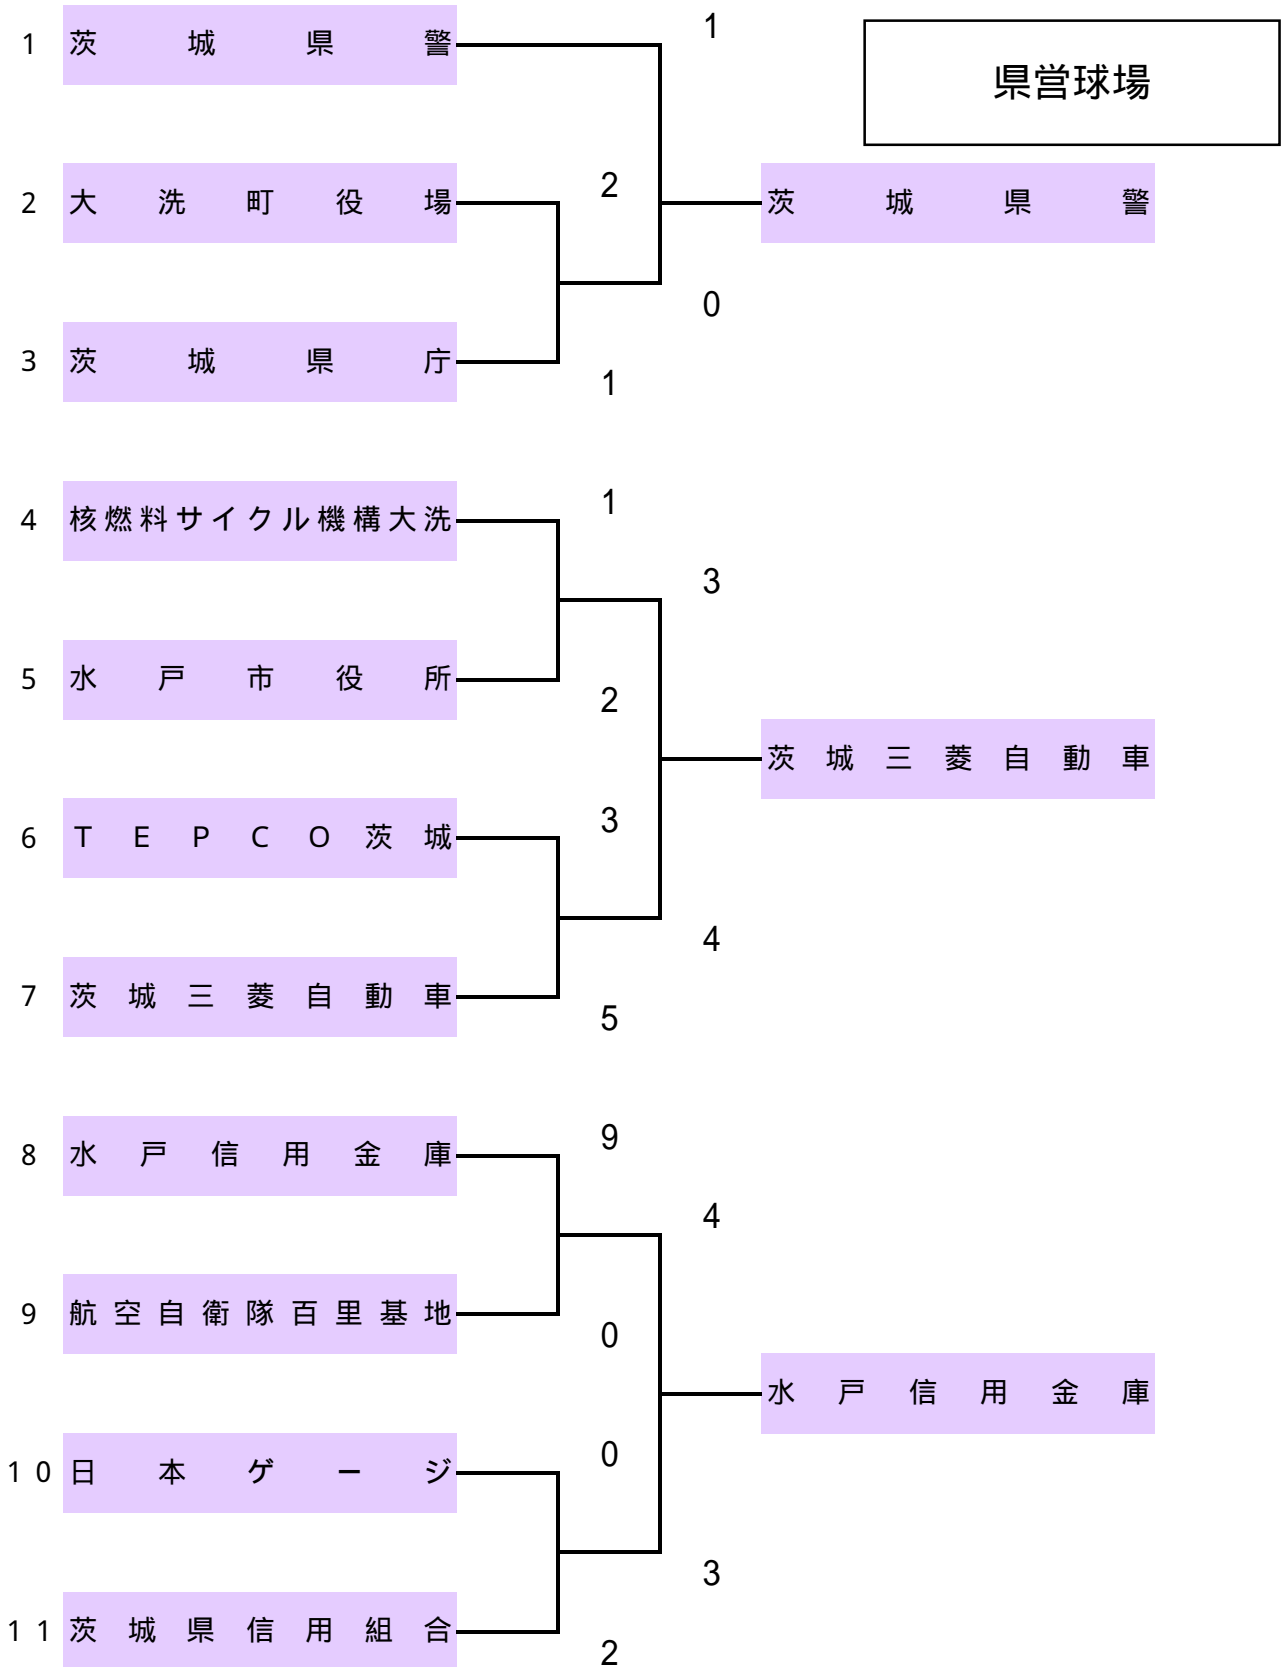 1 茨城県警
1
県営球場
2 大洗町役場
2
茨城県警
0
3 茨城県庁
1
4 核燃料サイクル機構大洗
1
3
5 水戸市役所
2
茨城三菱自動車
6 TEPCO茨城
3
4
7 茨城三菱自動車
5
8 水戸信用金庫
9
4
9 航空自衛隊百里基地
0
水戸信用金庫
10 日本ゲージ
0
3
11 茨城県信用組合
2